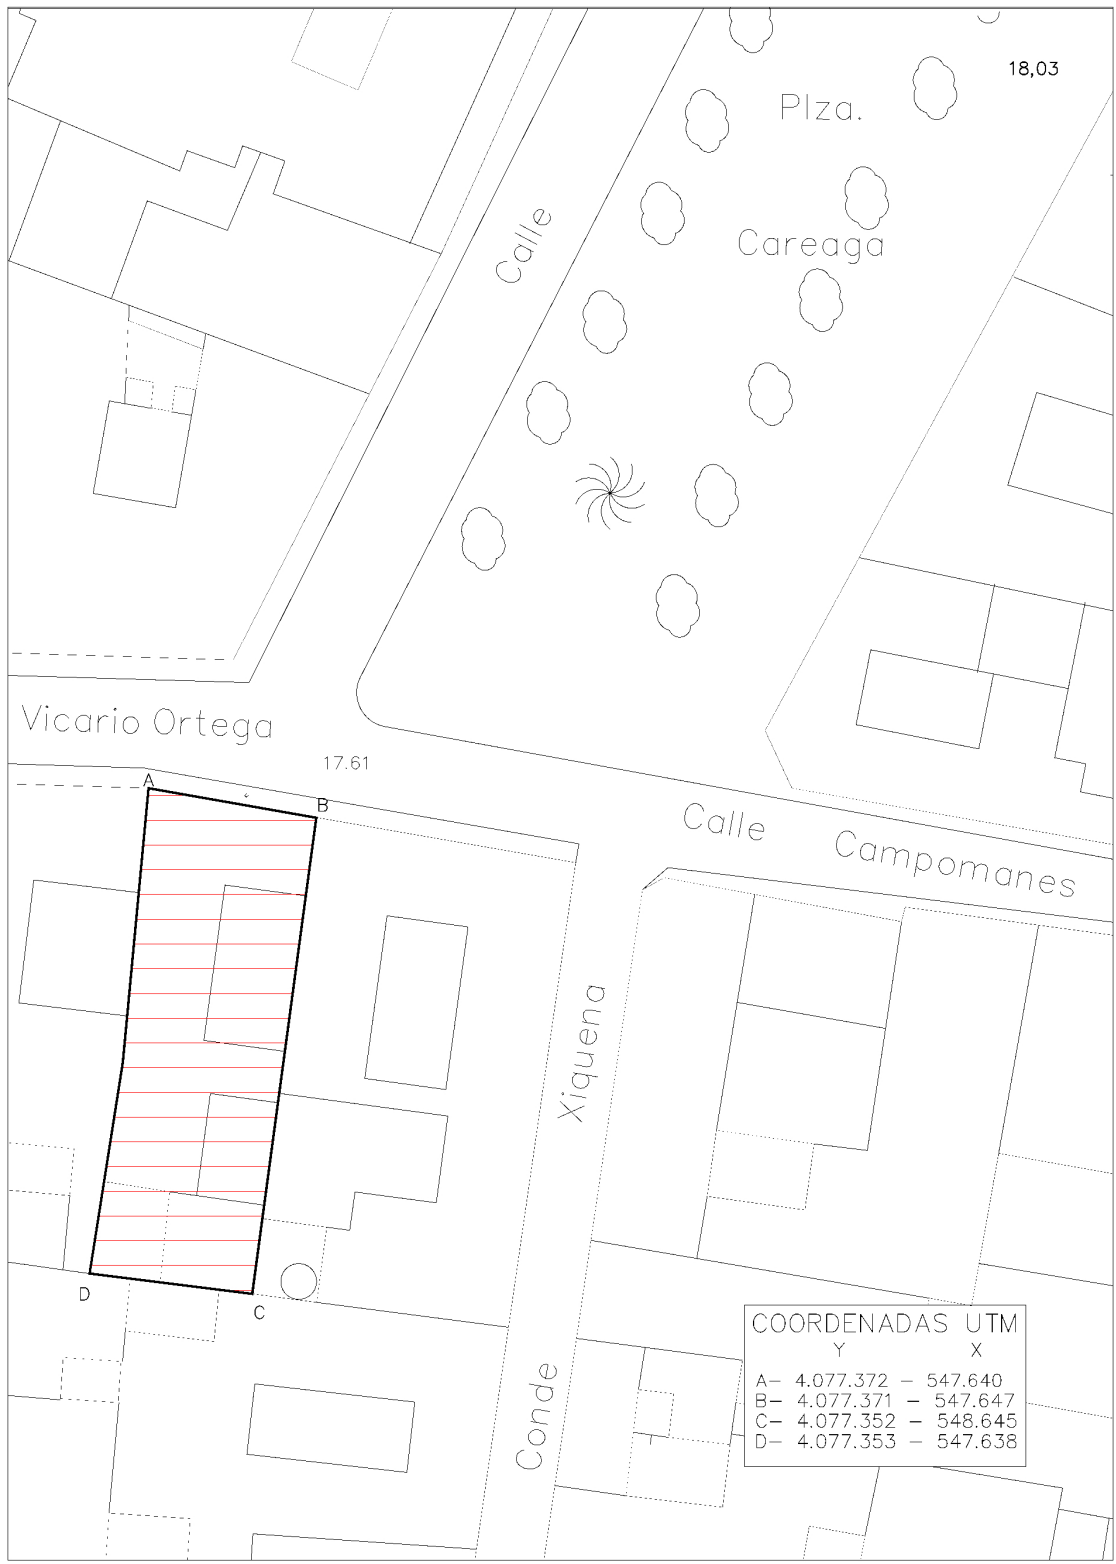 18,03
Plza.
Careaga
Calle
Vicario Ortega
17.61
A
B
Calle Campomanes
Conde Xiquena
D
C
COORDENADAS UTM
Y X
A- 4.077.372 - 547.640
B- 4.077.371 - 547.647
C- 4.077.352 - 548.645
D- 4.077.353 - 547.638